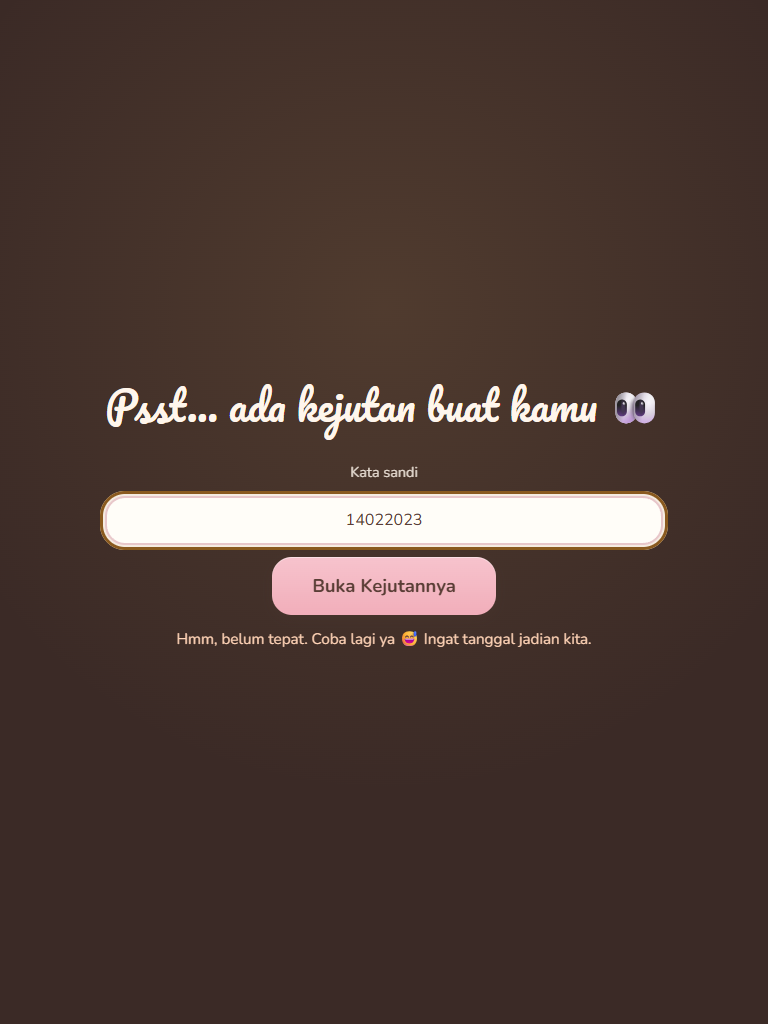 Psst... ada kejutan buat kamu 👀
Kata sandi
14022023
Buka Kejutannya
Hmm, belum tepat. Coba lagi ya 😅 Ingat tanggal jadian kita.